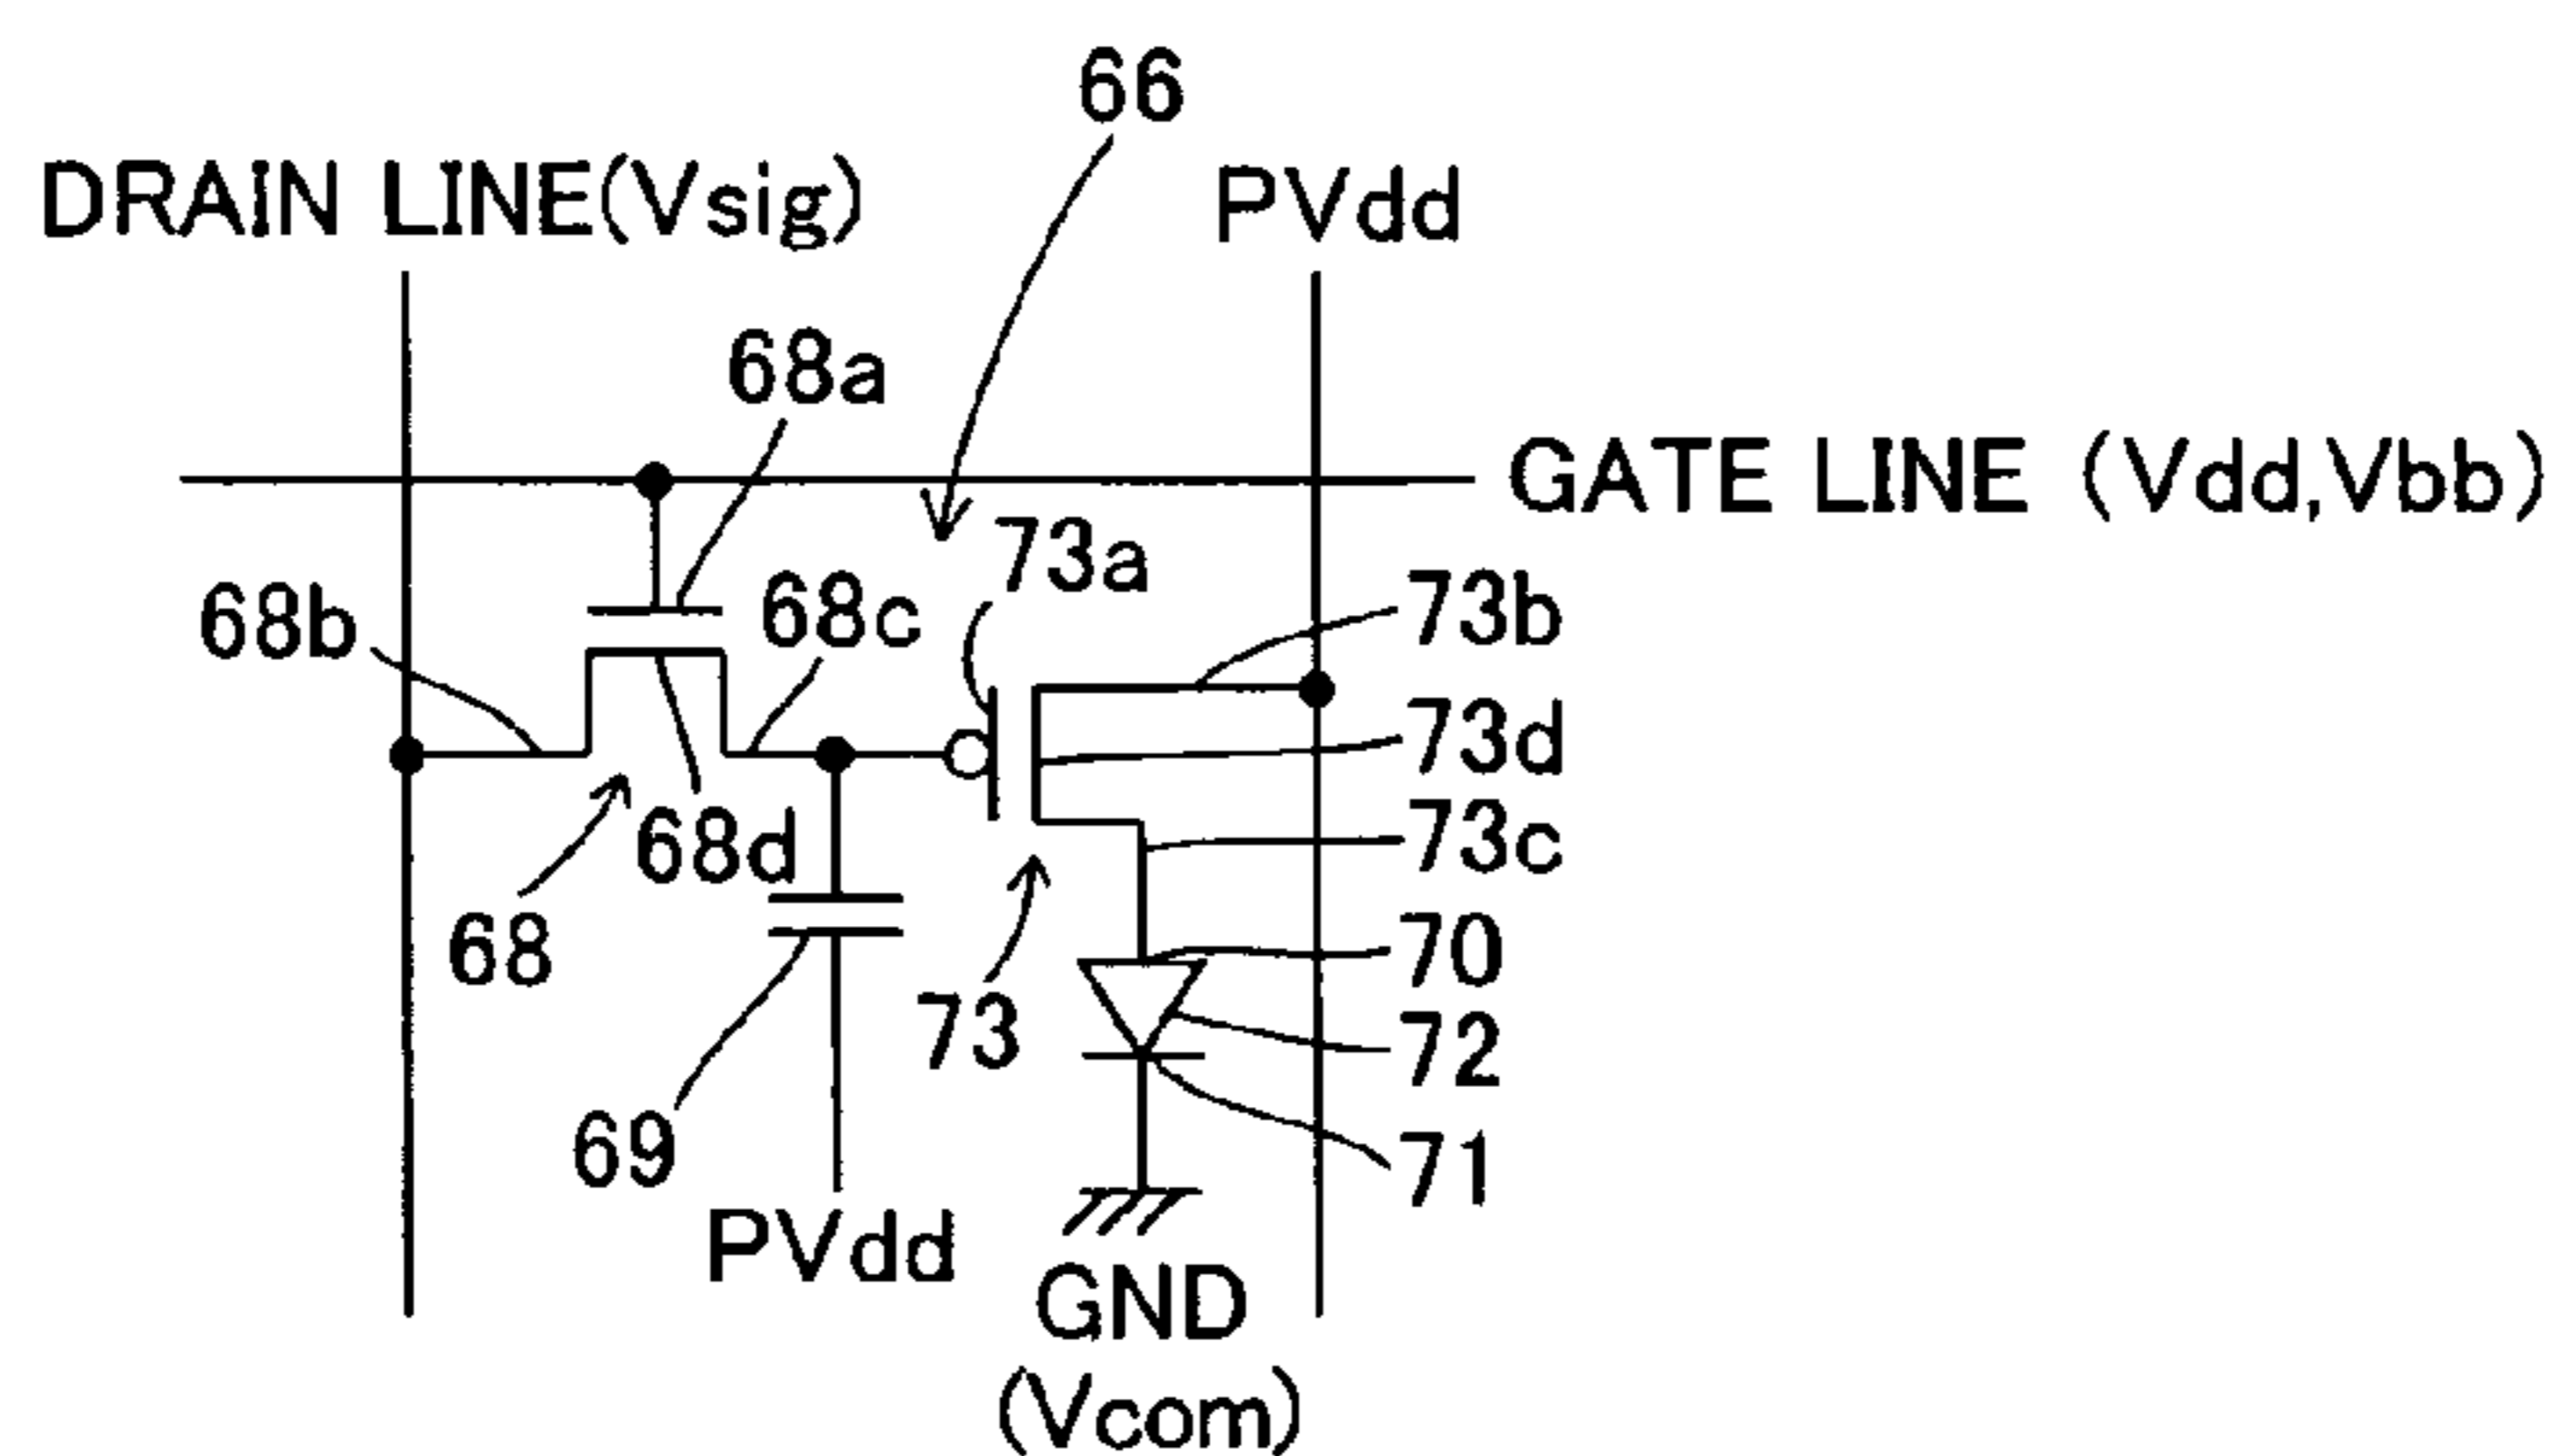 66
DRAIN LINE(Vsig)
PVdd
68a
GATE LINE (Vdd,Vbb)
73a
68b
68c
73b
73d
68d
73c
68
70
73
72
69
71
PVdd
GND
(Vcom)